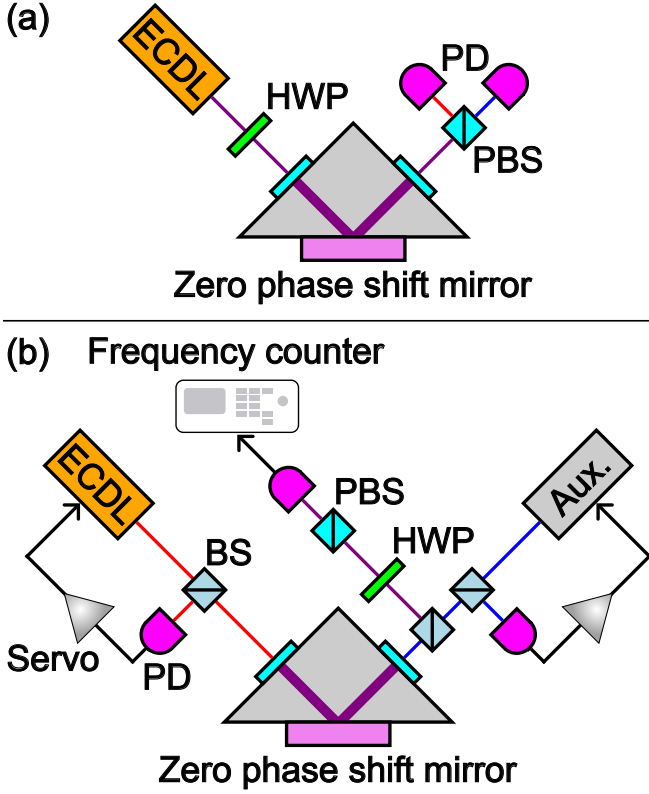 (a)
ECDL
HWP
PD
PBS
Zero phase shift mirror
(b)
Frequency counter
ECDL
PBS
Aux.
BS
HWP
Servo
PD
Zero phase shift mirror